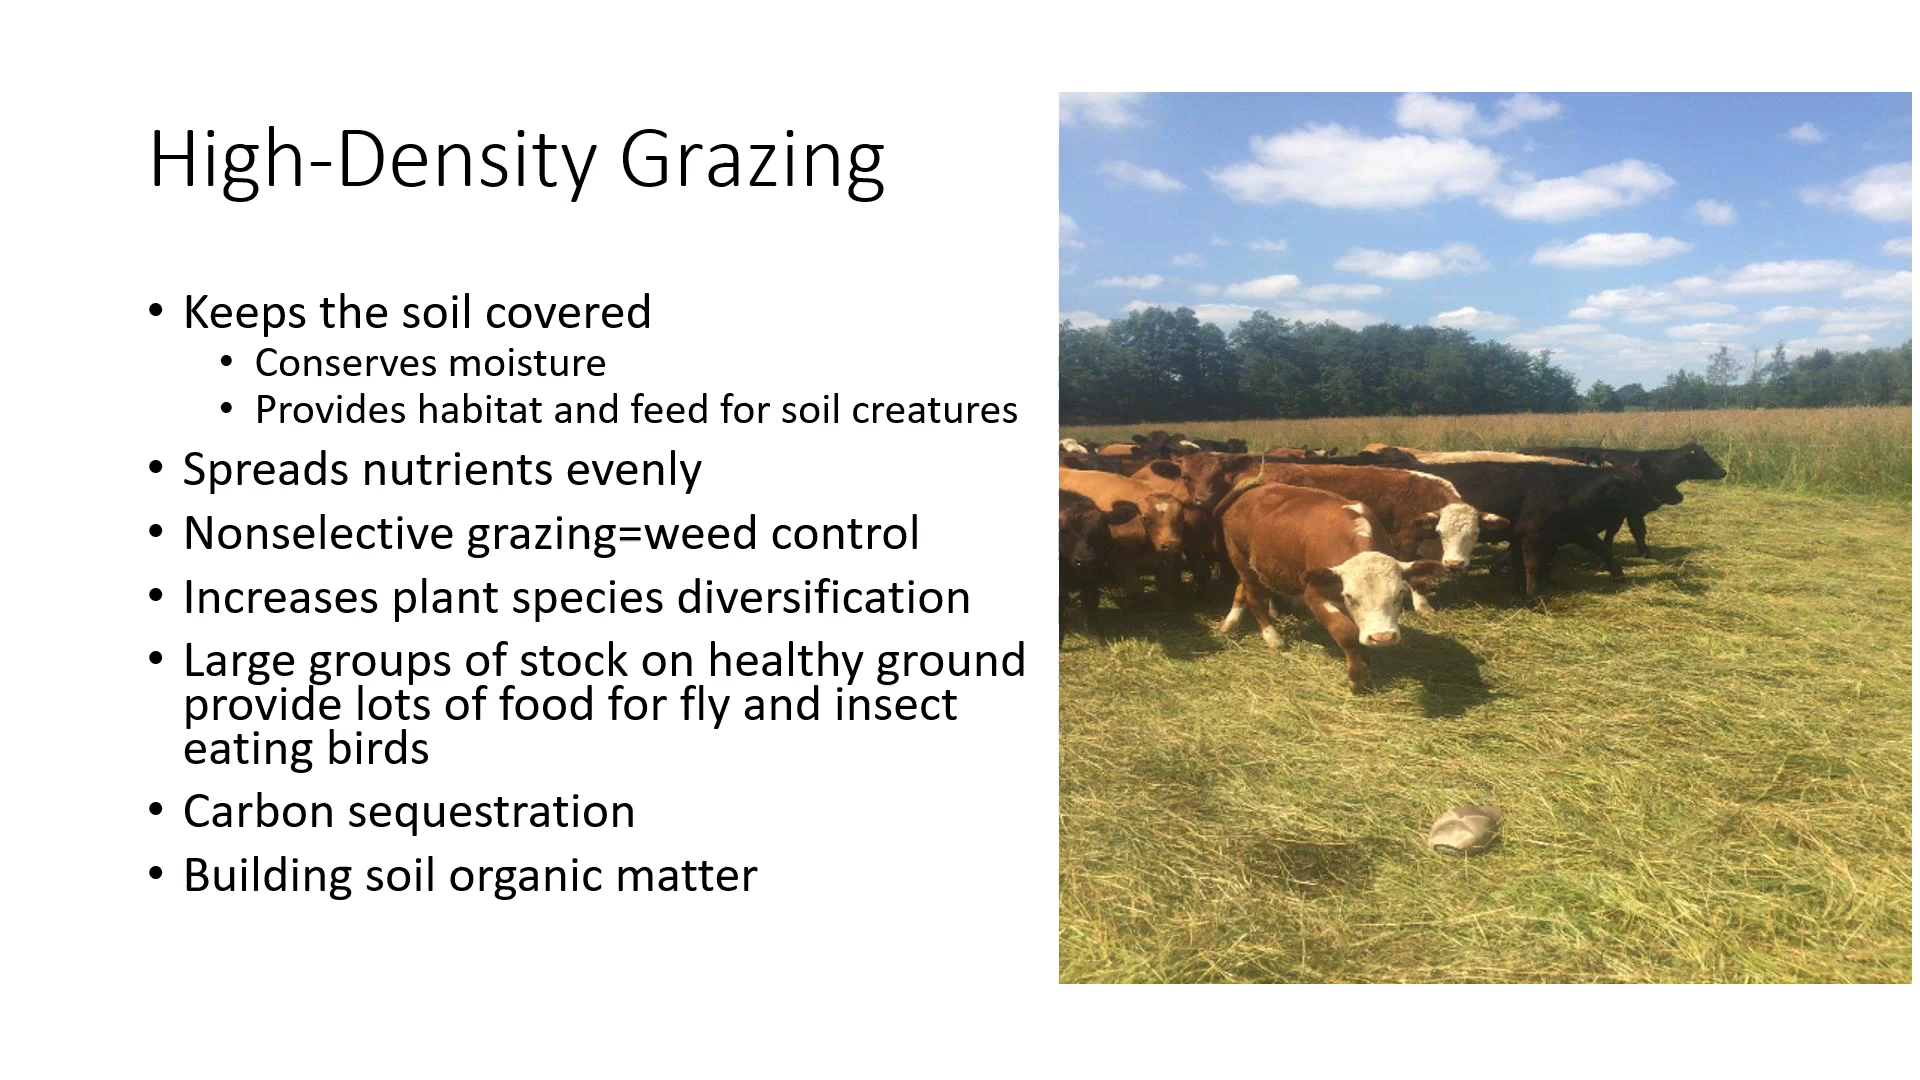 High-Density Grazing
• Keeps the soil covered
• Conserves moisture
• Provides habitat and feed for soil creatures
• Spreads nutrients evenly
• Nonselective grazing=weed control
• Increases plant species diversification
• Large groups of stock on healthy ground
provide lots of food for fly and insect
eating birds
• Carbon sequestration
• Building soil organic matter